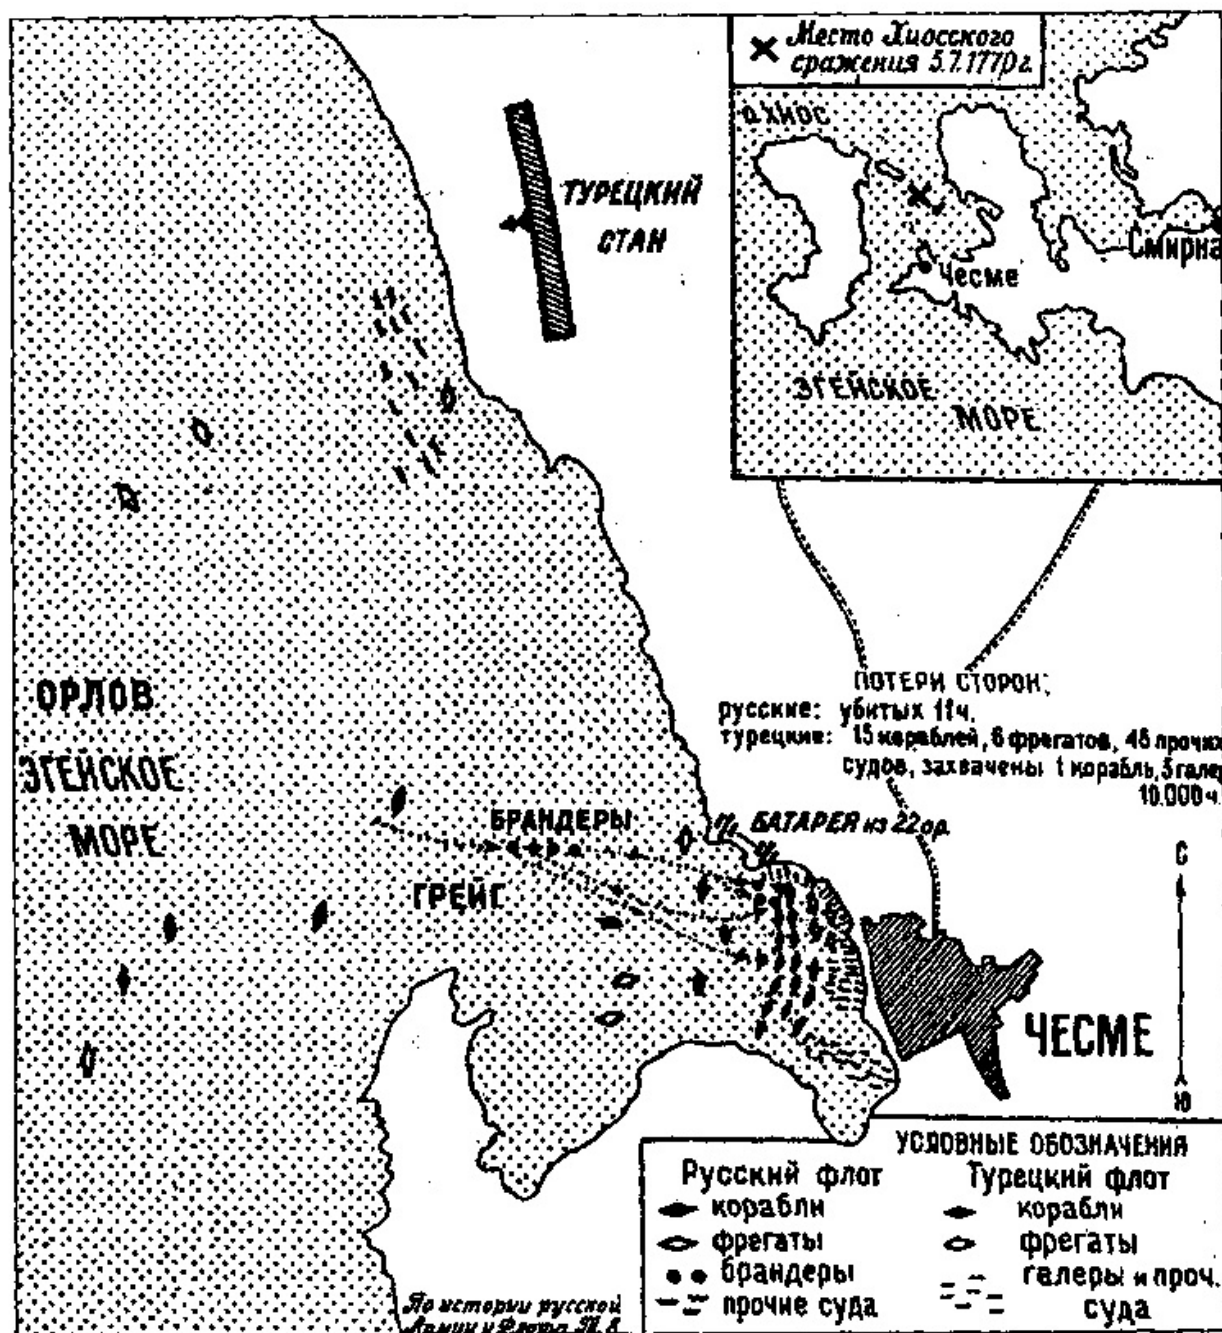 Место Хиосского
сражения 5.7.1770 г.
о. ХИОС
Смирна
Чесме
ЭГЕЙСКОЕ
МОРЕ
ТУРЕЦКИЙ
СТАН
ОРЛОВ
ЭГЕЙСКОЕ
МОРЕ
ПОТЕРИ СТОРОН:
русские: убитых 11 ч.
турецкие: 15 кораблей, 6 фрегатов,
судов, захвачены 1 корабль, 5 галер
10.000 ч.
БРАНДЕРЫ
БАТАРЕЯ из 22 ор.
ГРЕЙГ
С
Ю
ЧЕСМЕ
УСЛОВНЫЕ ОБОЗНАЧЕНИЯ
Русский флот
корабли
фрегаты
брандеры
прочие суда
Турецкий флот
корабли
фрегаты
галеры и проч.
суда
По истории русской
Армии и Флота